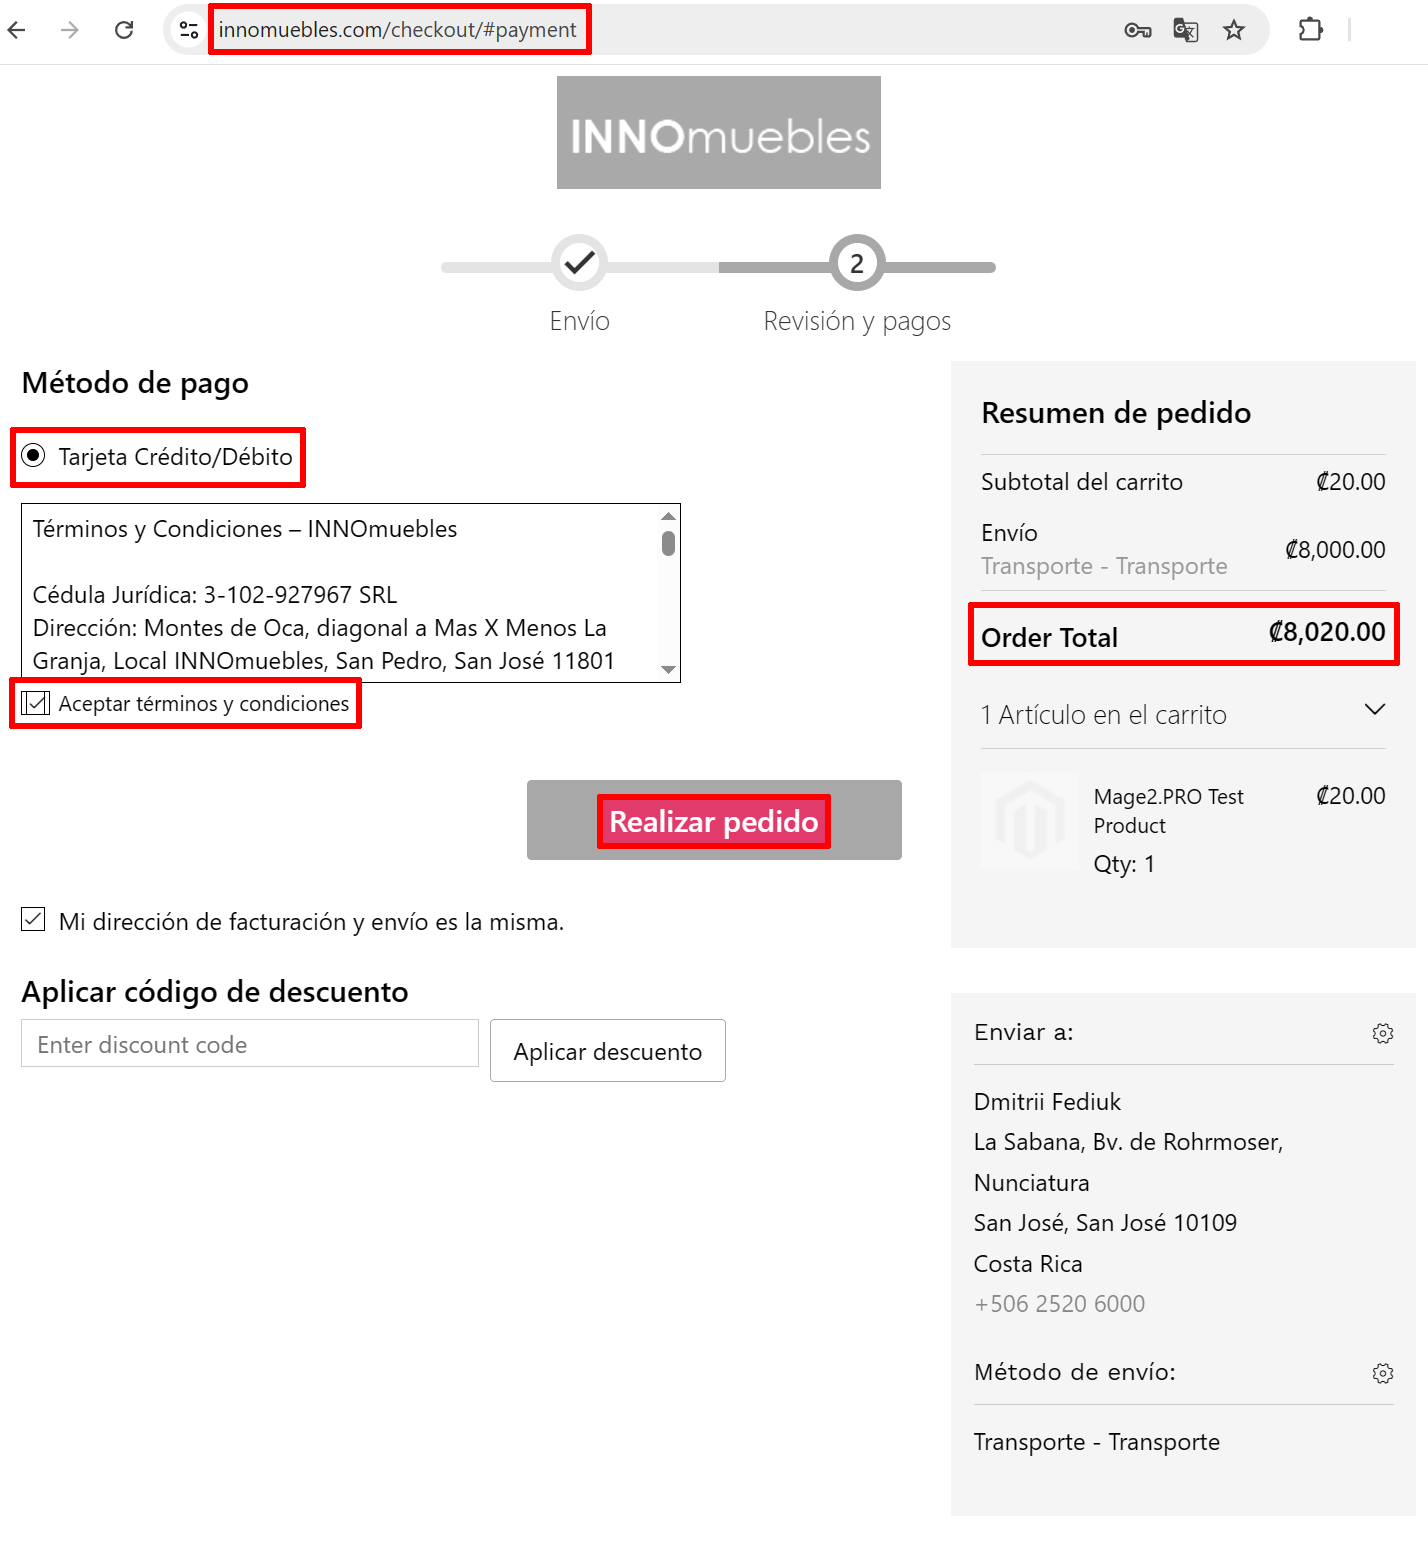 innomuebles.com/checkout/#payment
INNOmuebles
2
Envío
Revisión y pagos
Método de pago
Tarjeta Crédito/Débito
Términos y Condiciones – INNOmuebles
Cédula Jurídica: 3-102-927967 SRL
Dirección: Montes de Oca, diagonal a Mas X Menos La
Granja, Local INNOmuebles, San Pedro, San José 11801
Aceptar términos y condiciones
Realizar pedido
Mi dirección de facturación y envío es la misma.
Aplicar código de descuento
Enter discount code
Aplicar descuento
Resumen de pedido
Subtotal del carrito ₡20.00
Envío
Transporte - Transporte ₡8,000.00
Order Total ₡8,020.00
1 Artículo en el carrito
Mage2.PRO Test ₡20.00
Product
Qty: 1
Enviar a:
Dmitrii Fediuk
La Sabana, Bv. de Rohrmoser,
Nunciatura
San José, San José 10109
Costa Rica
+506 2520 6000
Método de envío:
Transporte - Transporte